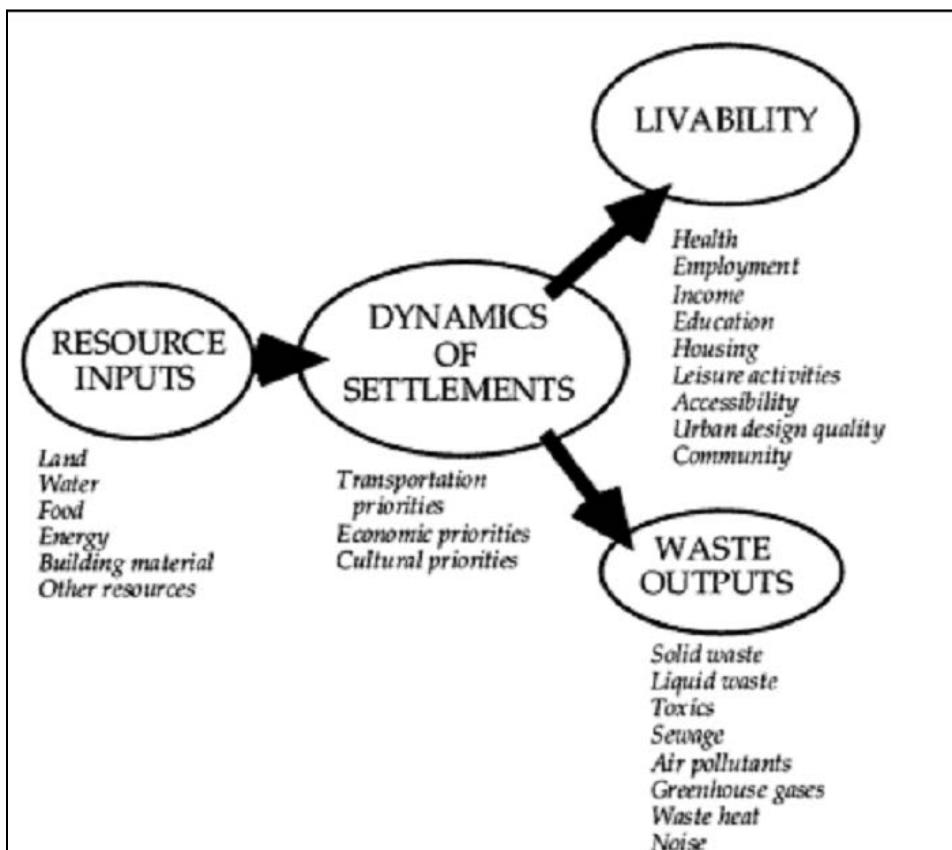 LIVABILITY
Health
Employment
Income
Education
Housing
Leisure activities
Accessibility
Urban design quality
Community
DYNAMICS
OF
SETTLEMENTS
Transportation
priorities
Economic priorities
Cultural priorities
RESOURCE
INPUTS
Land
Water
Food
Energy
Building material
Other resources
WASTE
OUTPUTS
Solid waste
Liquid waste
Toxics
Sewage
Air pollutants
Greenhouse gases
Waste heat
Noise